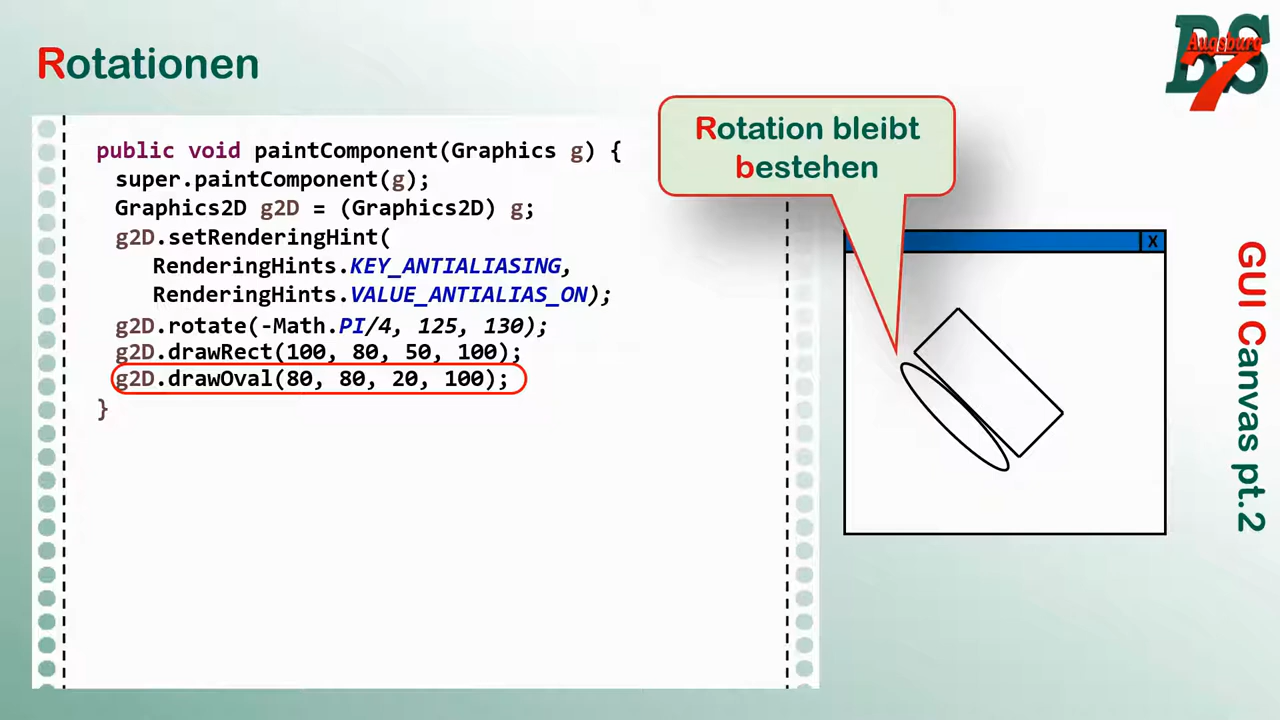 Rotationen
BS
Augsburg
7
public void paintComponent(Graphics g) {
super.paintComponent(g);
Graphics2D g2D = (Graphics2D) g;
g2D.setRenderingHint(
RenderingHints.KEY_ANTIALIASING,
RenderingHints.VALUE_ANTIALIAS_ON);
g2D.rotate(-Math.PI/4, 125, 130);
g2D.drawRect(100, 80, 50, 100);
g2D.drawOval(80, 80, 20, 100);
}
Rotation bleibt
bestehen
X
GUI Canvas pt.2